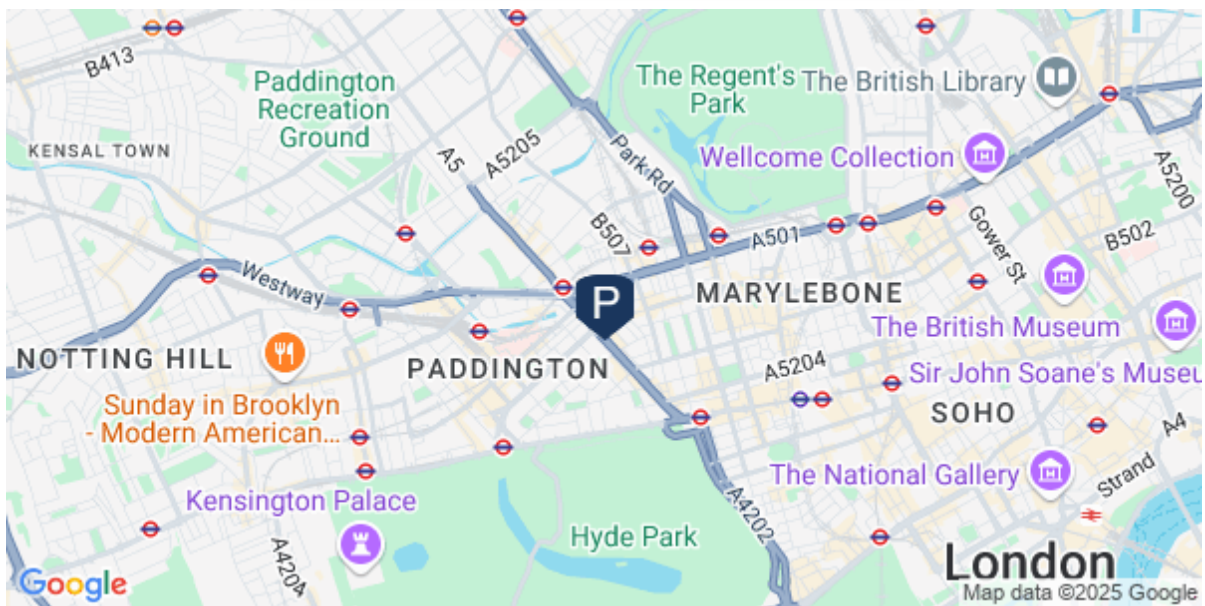 B413
Paddington
Recreation
Ground
The Regent's
Park
The British Library
KENSAL TOWN
A5
A5205
Park Rd
Wellcome Collection
A5200
B507
A501
Gower St
B502
Westway
MARYLEBONE
P
The British Museum
NOTTING HILL
PADDINGTON
A5204
Sir John Soane's Museu
Sunday in Brooklyn
- Modern American...
SOHO
A4
The National Gallery
Strand
Kensington Palace
A4202
Hyde Park
A4204
London
Google
Map data ©2025 Google